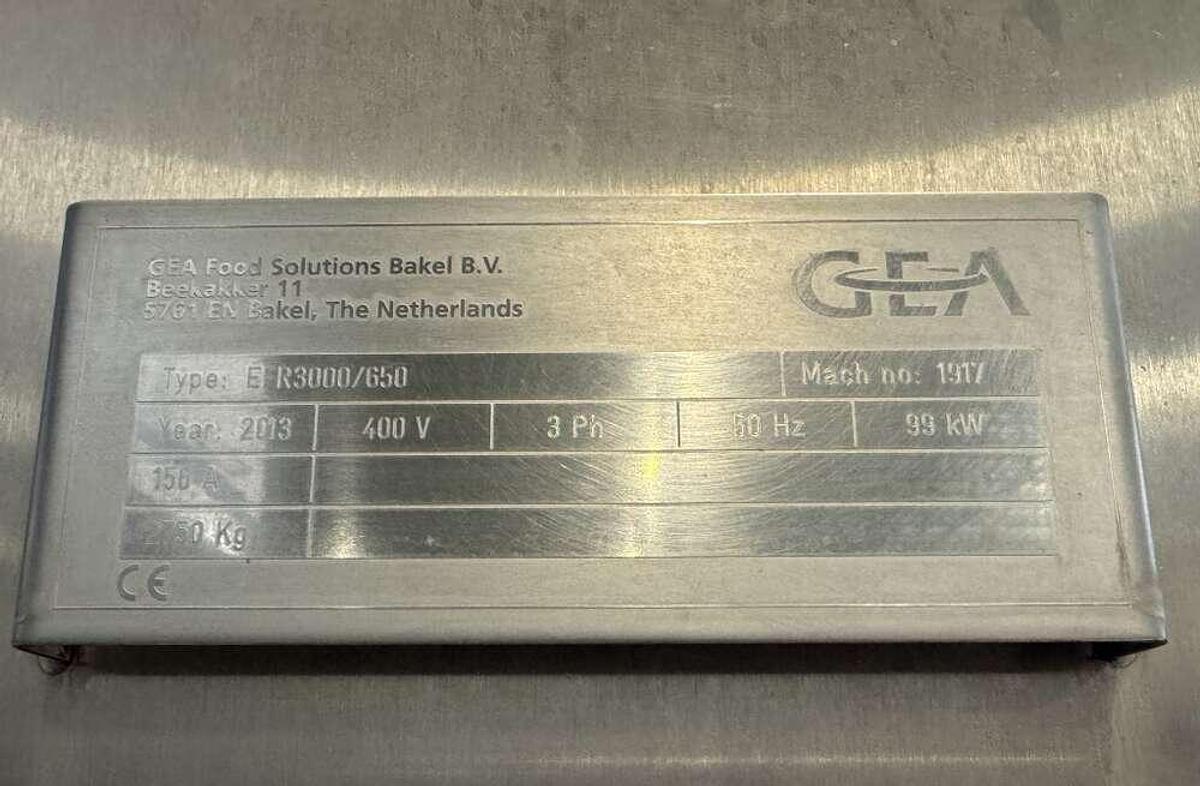 GEA Food Solutions Bakel B.V.
Beekakker 11
5761 EN Bakel, The Netherlands
GEA
Type: E R3000/650 Mach no: 1917
Year: 2013 400 V 3 Ph 50 Hz 99 kW
A
Kg
CE